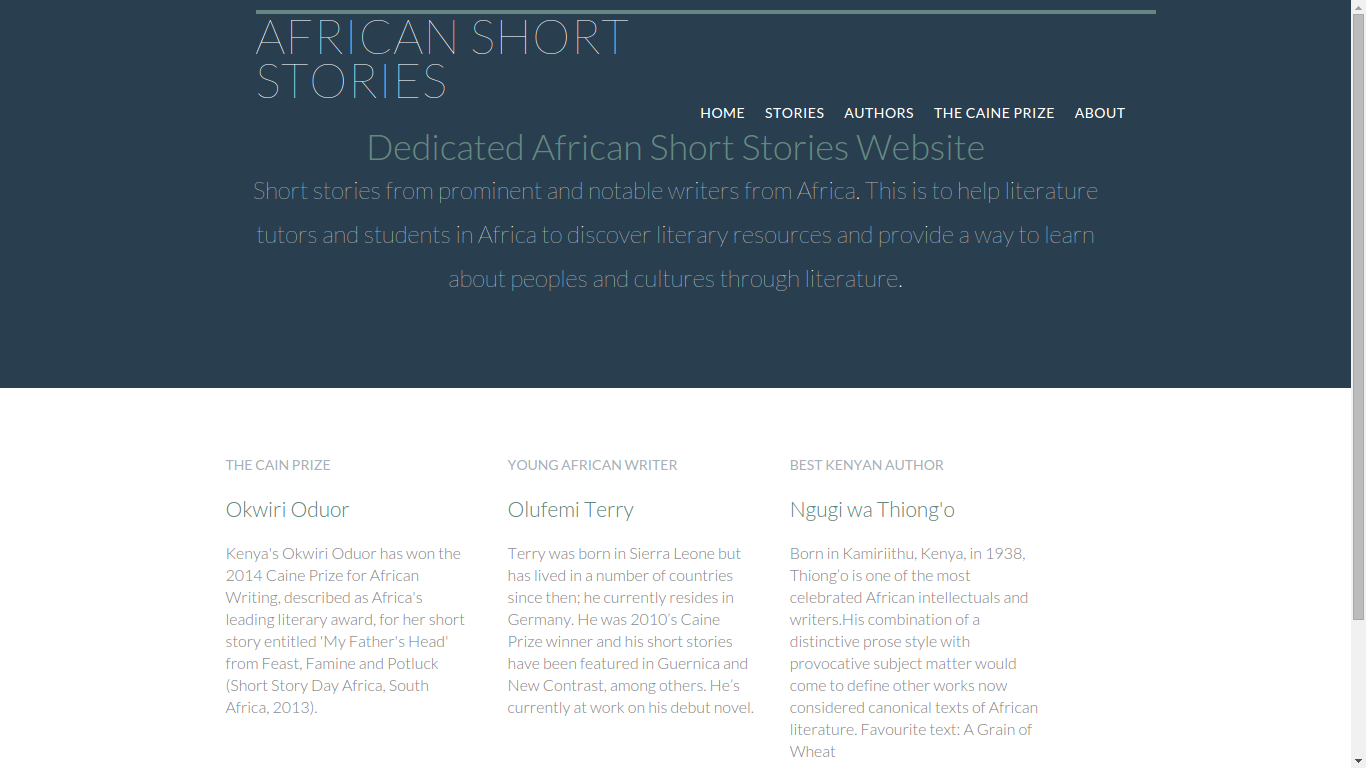 AFRICAN SHORT
STORIES
HOME STORIES AUTHORS THE CAINE PRIZE ABOUT
Dedicated African Short Stories Website
Short stories from prominent and notable writers from Africa. This is to help literature
tutors and students in Africa to discover literary resources and provide a way to learn
about peoples and cultures through literature.
THE CAIN PRIZE
Okwiri Oduor
Kenya's Okwiri Oduor has won the
2014 Caine Prize for African
Writing, described as Africa's
leading literary award, for her short
story entitled 'My Father's Head'
from Feast, Famine and Potluck
(Short Story Day Africa, South
Africa, 2013).
YOUNG AFRICAN WRITER
Olufemi Terry
Terry was born in Sierra Leone but
has lived in a number of countries
since then; he currently resides in
Germany. He was 2010’s Caine
Prize winner and his short stories
have been featured in Guernica and
New Contrast, among others. He’s
currently at work on his debut novel.
BEST KENYAN AUTHOR
Ngugi wa Thiong'o
Born in Kamiriithu, Kenya, in 1938,
Thiong’o is one of the most
celebrated African intellectuals and
writers.His combination of a
distinctive prose style with
provocative subject matter would
come to define other works now
considered canonical texts of African
literature. Favourite text: A Grain of
Wheat